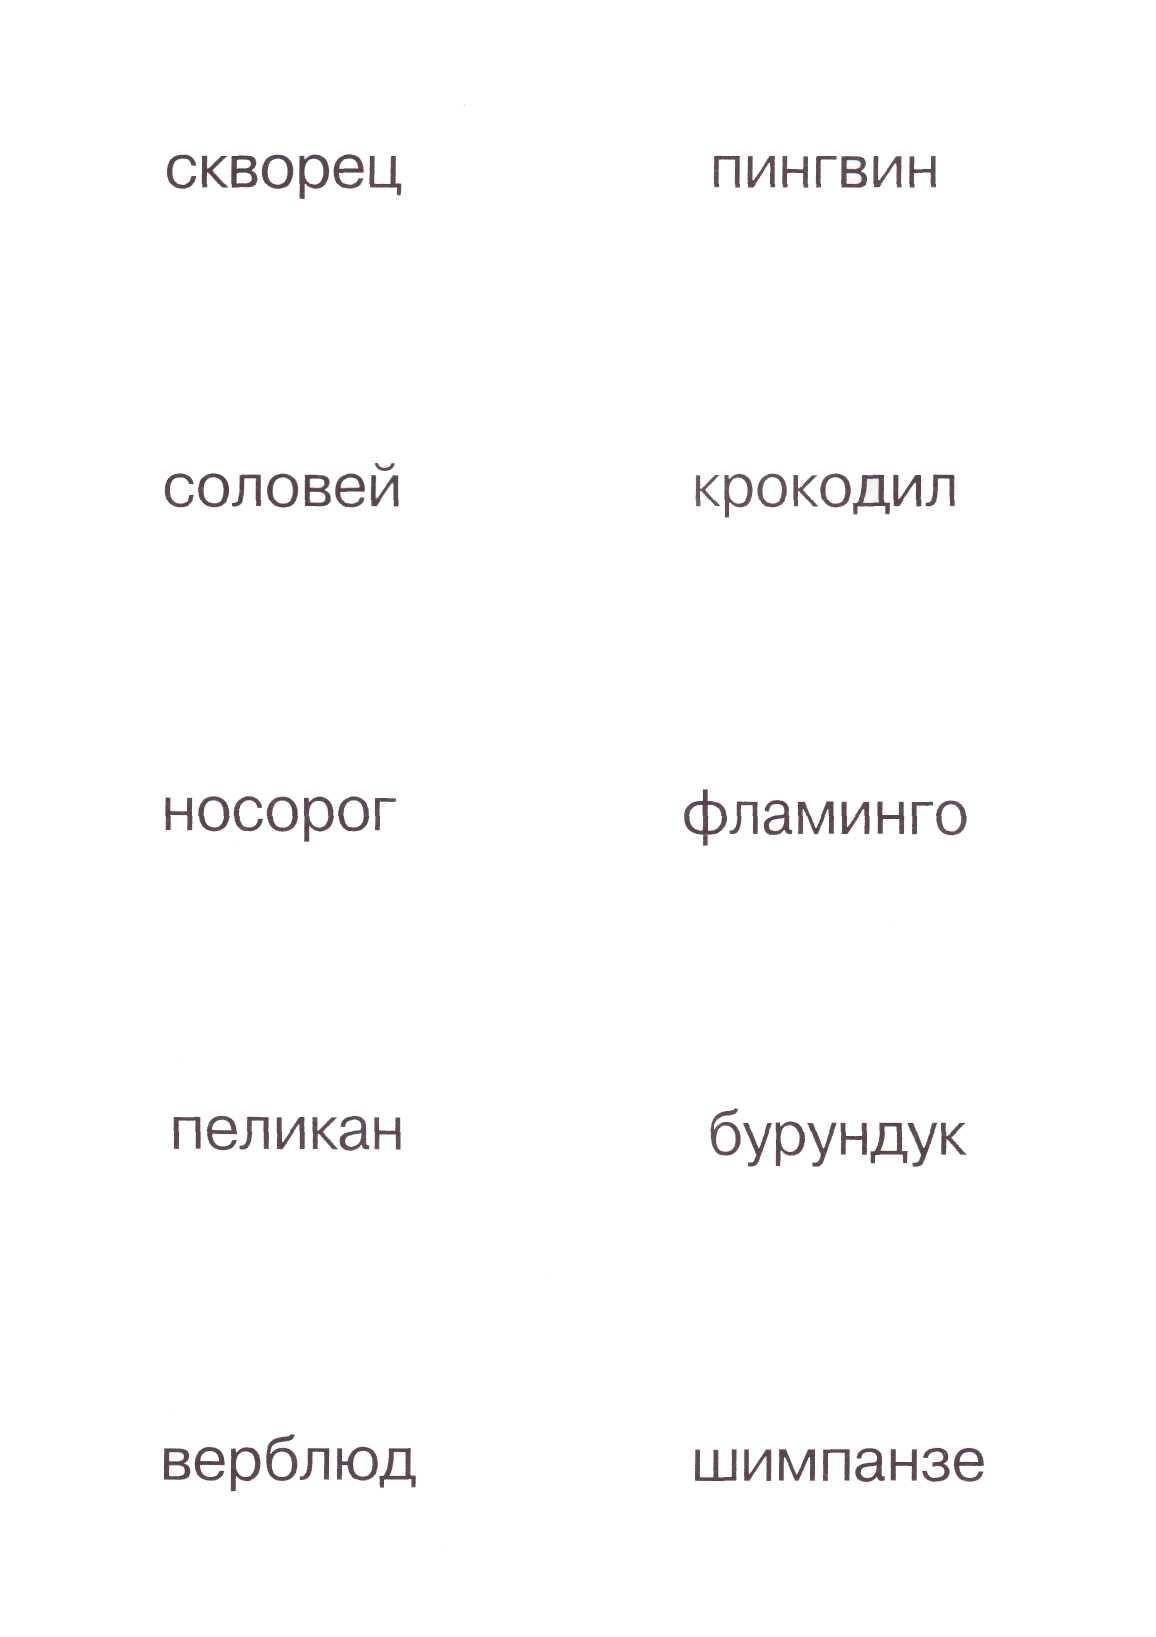 скворец пингвин
соловей крокодил
носорог фламинго
пеликан бурундук
верблюд шимпанзе